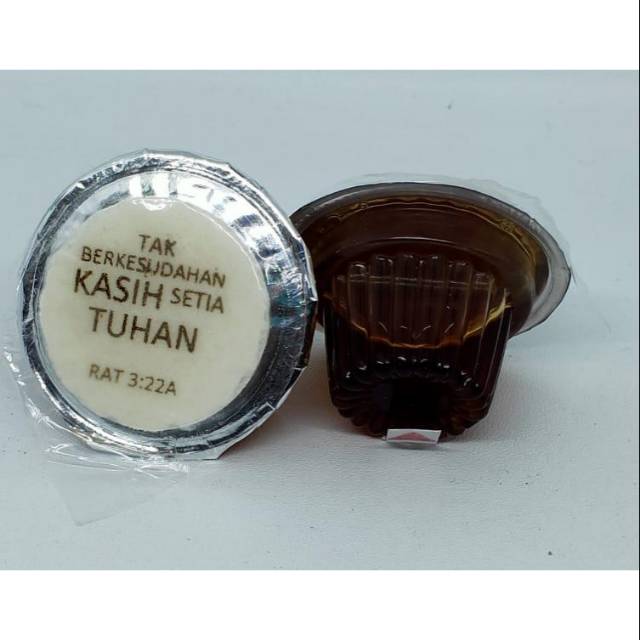 TAK
BERKESUDAHAN
KASIH SETIA
TUHAN
RAT 3:22A